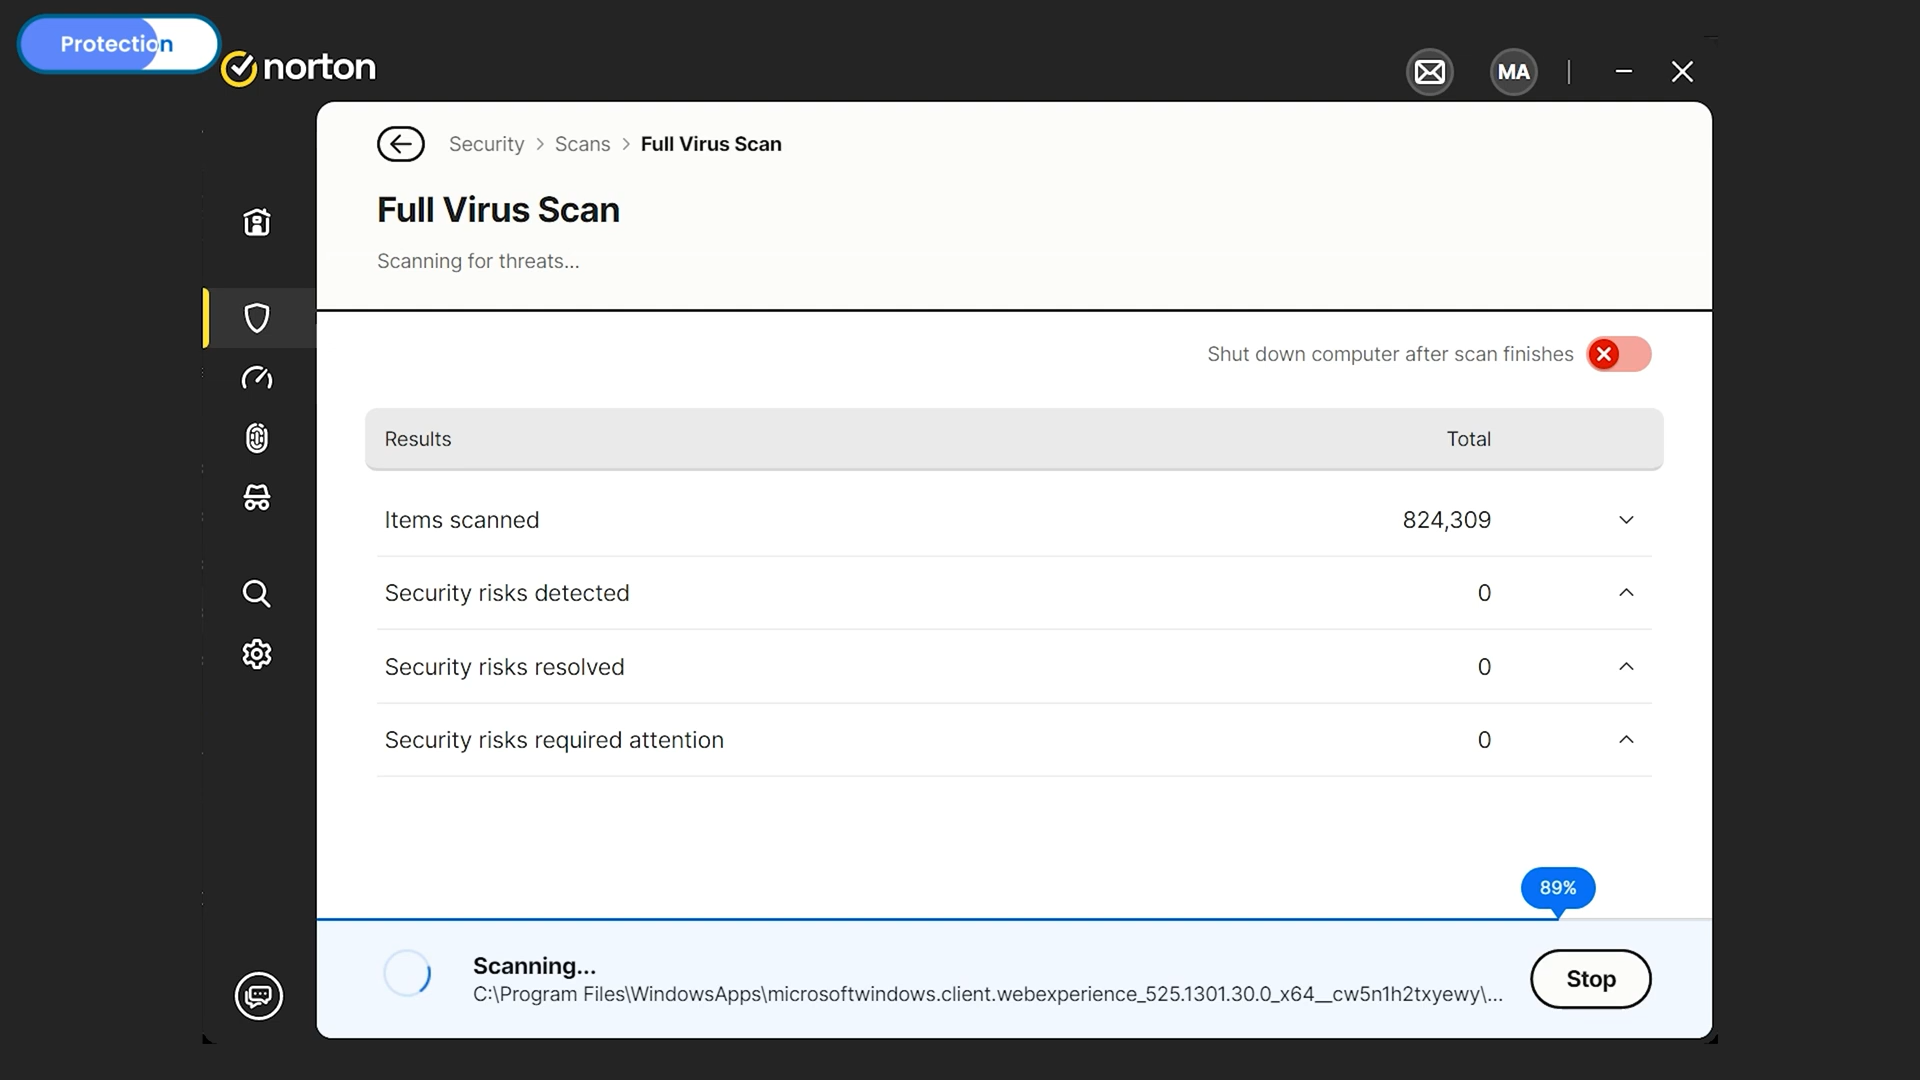 Protection
norton
MA
Security > Scans > Full Virus Scan
Full Virus Scan
Scanning for threats...
Shut down computer after scan finishes
Results Total
Items scanned 824,309
Security risks detected 0
Security risks resolved 0
Security risks required attention 0
89%
Scanning...
C:\Program Files\WindowsApps\microsoftwindows.client.webexperience_525.1301.30.0_x64__cw5n1h2txyewy\...
Stop